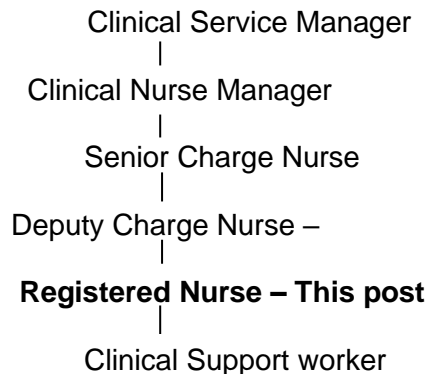 Clinical Service Manager
Clinical Nurse Manager
Senior Charge Nurse
Deputy Charge Nurse –
Registered Nurse – This post
Clinical Support worker